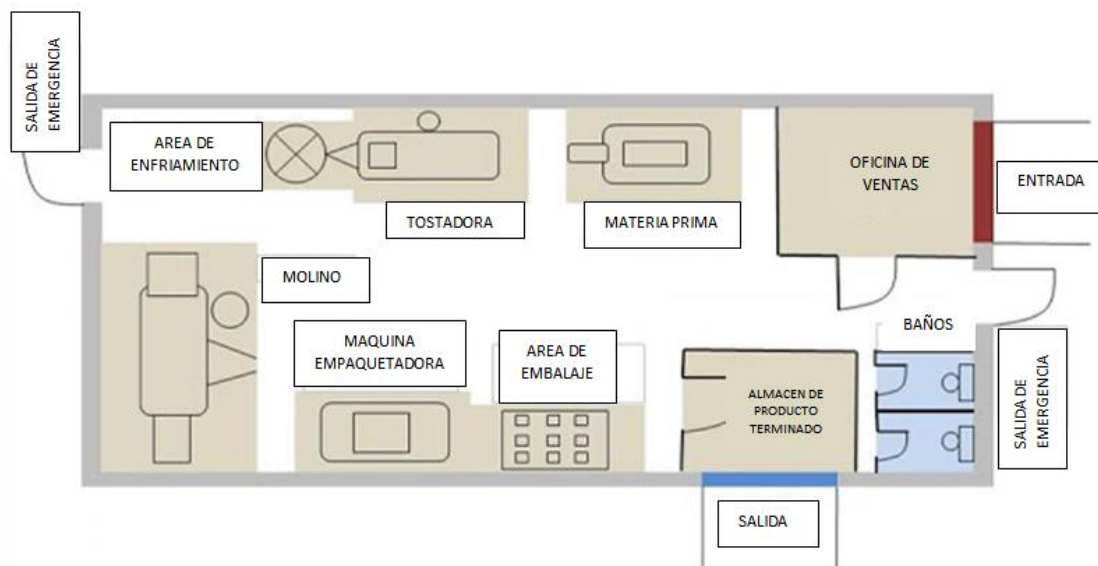 SALIDA DE
EMERGENCIA
AREA DE
ENFRIAMIENTO
TOSTADORA
MATERIA PRIMA
OFICINA DE
VENTAS
ENTRADA
MOLINO
MAQUINA
EMPAQUETADORA
AREA DE
EMBALAJE
ALMACEN DE
PRODUCTO
TERMINADO
BAÑOS
SALIDA DE
EMERGENCIA
SALIDA